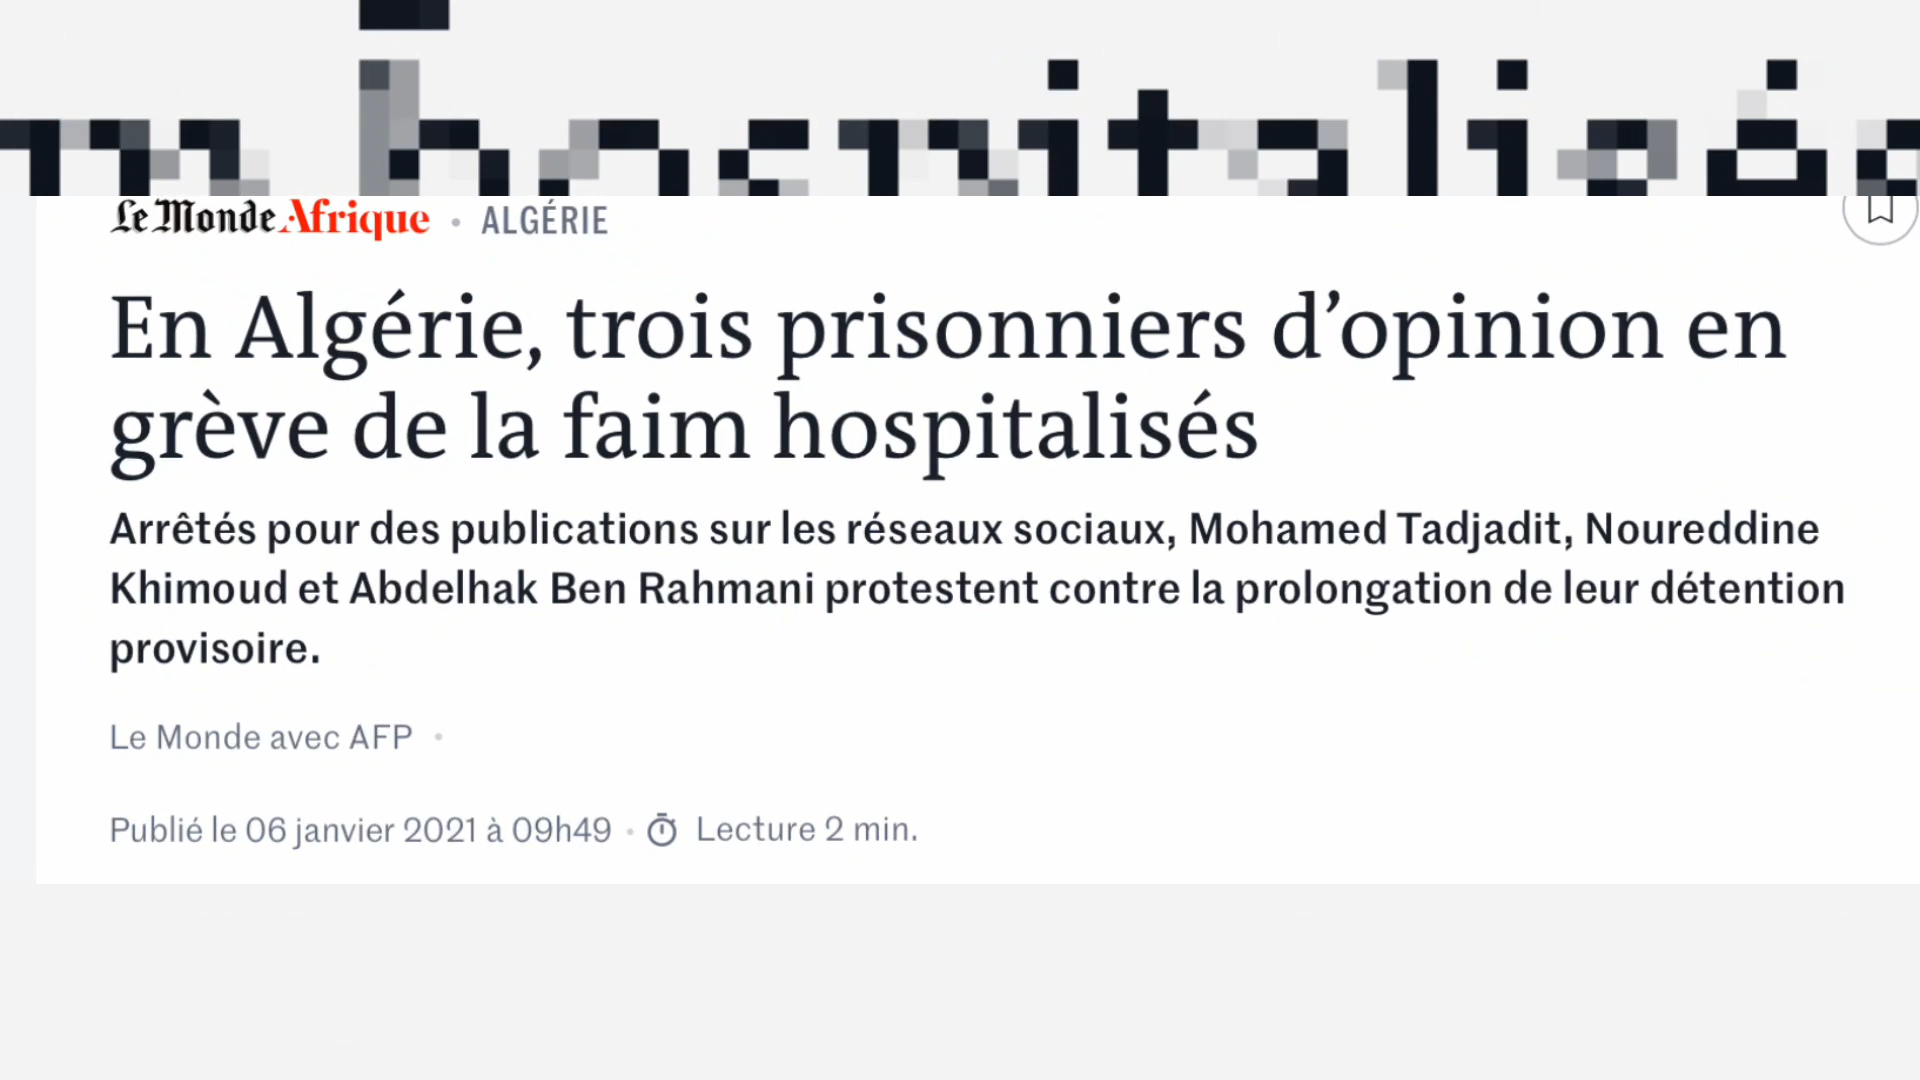 m hospitalisés
Le Monde Afrique • ALGÉRIE
En Algérie, trois prisonniers d’opinion en
grève de la faim hospitalisés
Arrêtés pour des publications sur les réseaux sociaux, Mohamed Tadjadit, Noureddine
Khimoud et Abdelhak Ben Rahmani protestent contre la prolongation de leur détention
provisoire.
Le Monde avec AFP •
Publié le 06 janvier 2021 à 09h49 • Lecture 2 min.